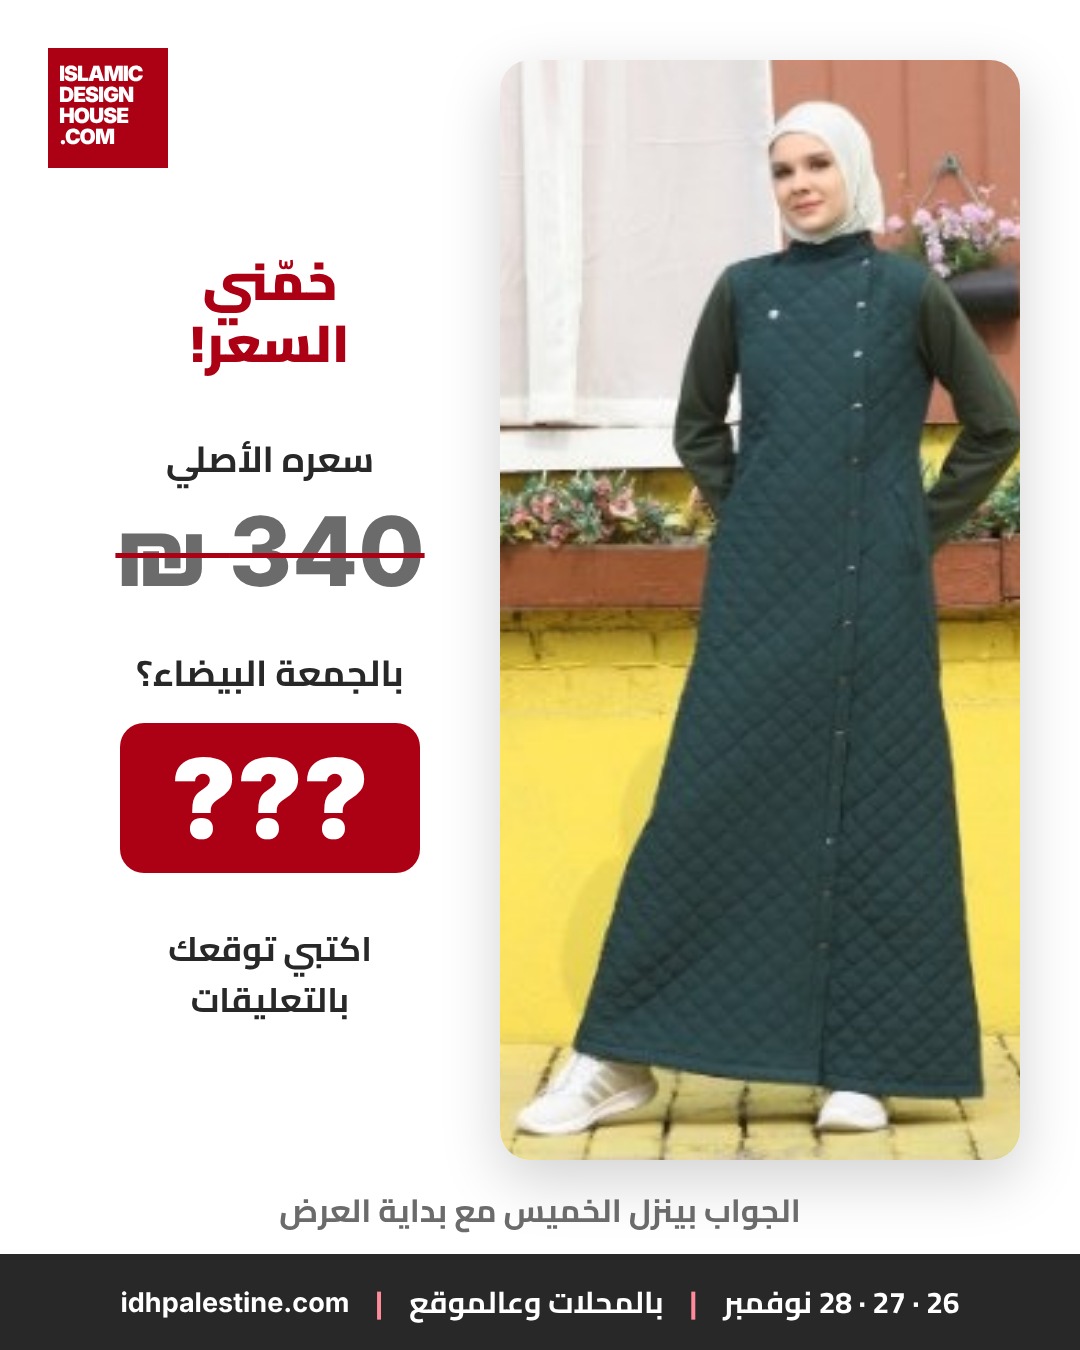 ISLAMIC
DESIGN
HOUSE
.COM
خمّني
السعر!
سعره الأصلي
340 ₪
بالجمعة البيضاء؟
???
اكتبي توقعك
بالتعليقات
الجواب بينزل الخميس مع بداية العرض
26 · 27 · 28 نوفمبر | بالمحلات وعالموقع | idhpalestine.com